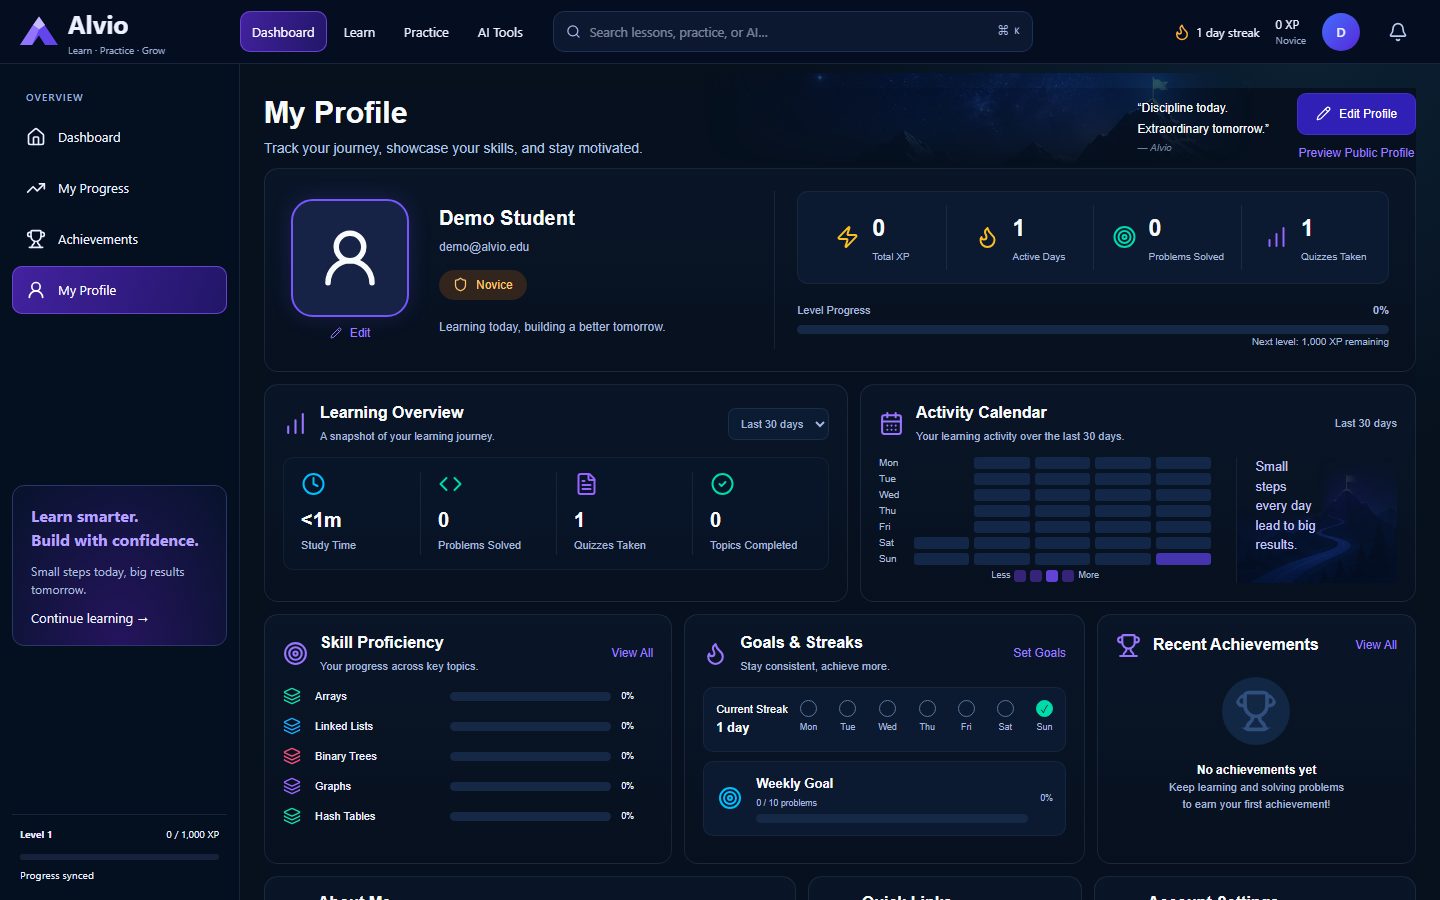 Alvio
Learn · Practice · Grow
Dashboard
Learn
Practice
AI Tools
Search lessons, practice, or AI...
⌘ K
1 day streak
0 XP
Novice
D
OVERVIEW
Dashboard
My Progress
Achievements
My Profile
Learn smarter.
Build with confidence.
Small steps today, big results
tomorrow.
Continue learning →
Level 1
0 / 1,000 XP
Progress synced
My Profile
Track your journey, showcase your skills, and stay motivated.
“Discipline today.
Extraordinary tomorrow.”
— Alvio
Edit Profile
Preview Public Profile
Edit
Demo Student
demo@alvio.edu
Novice
Learning today, building a better tomorrow.
0
Total XP
1
Active Days
0
Problems Solved
1
Quizzes Taken
Level Progress
0%
Next level: 1,000 XP remaining
Learning Overview
A snapshot of your learning journey.
Last 30 days
<1m
Study Time
0
Problems Solved
1
Quizzes Taken
0
Topics Completed
Activity Calendar
Your learning activity over the last 30 days.
Last 30 days
Mon
Tue
Wed
Thu
Fri
Sat
Sun
Less
More
Small
steps
every day
lead to big
results.
Skill Proficiency
Your progress across key topics.
View All
Arrays
0%
Linked Lists
0%
Binary Trees
0%
Graphs
0%
Hash Tables
0%
Goals & Streaks
Stay consistent, achieve more.
Set Goals
Current Streak
1 day
Mon
Tue
Wed
Thu
Fri
Sat
✓
Sun
Weekly Goal
0 / 10 problems
0%
Recent Achievements
View All
No achievements yet
Keep learning and solving problems
to earn your first achievement!
About Me
Quick Links
Account Settings